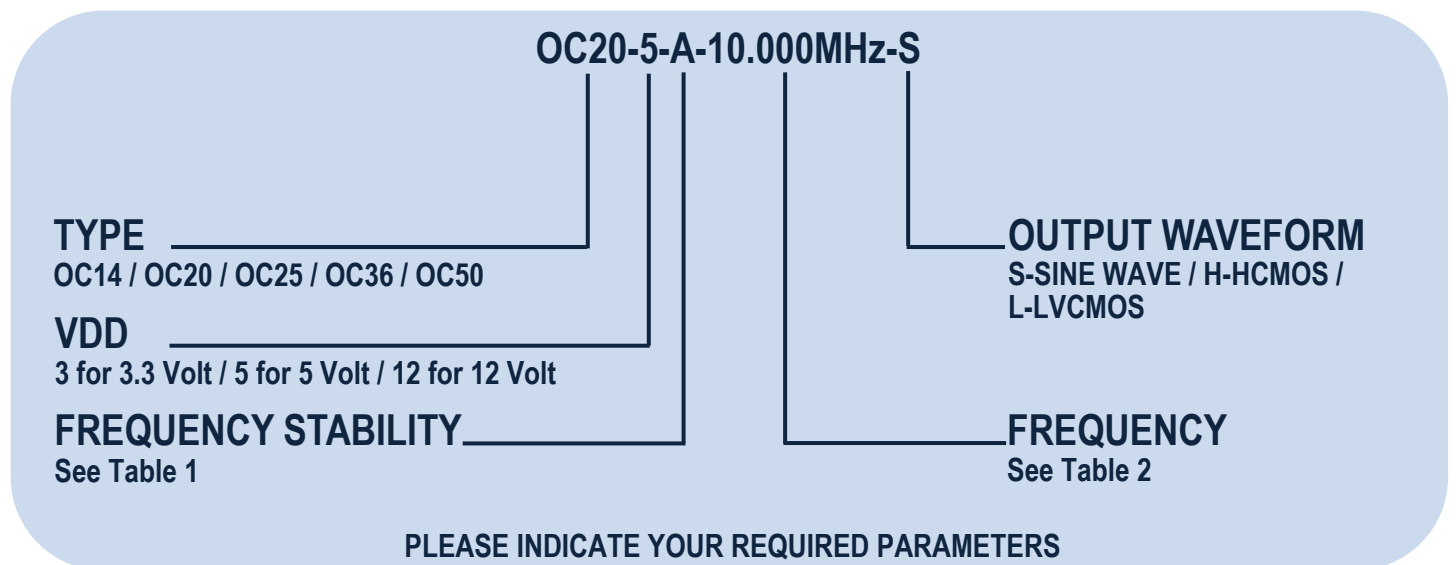 OC20-5-A-10.000MHz-S
TYPE
OC14 / OC20 / OC25 / OC36 / OC50
VDD
3 for 3.3 Volt / 5 for 5 Volt / 12 for 12 Volt
FREQUENCY STABILITY
See Table 1
OUTPUT WAVEFORM
S-SINE WAVE / H-HCMOS /
L-LVCMOS
FREQUENCY
See Table 2
PLEASE INDICATE YOUR REQUIRED PARAMETERS